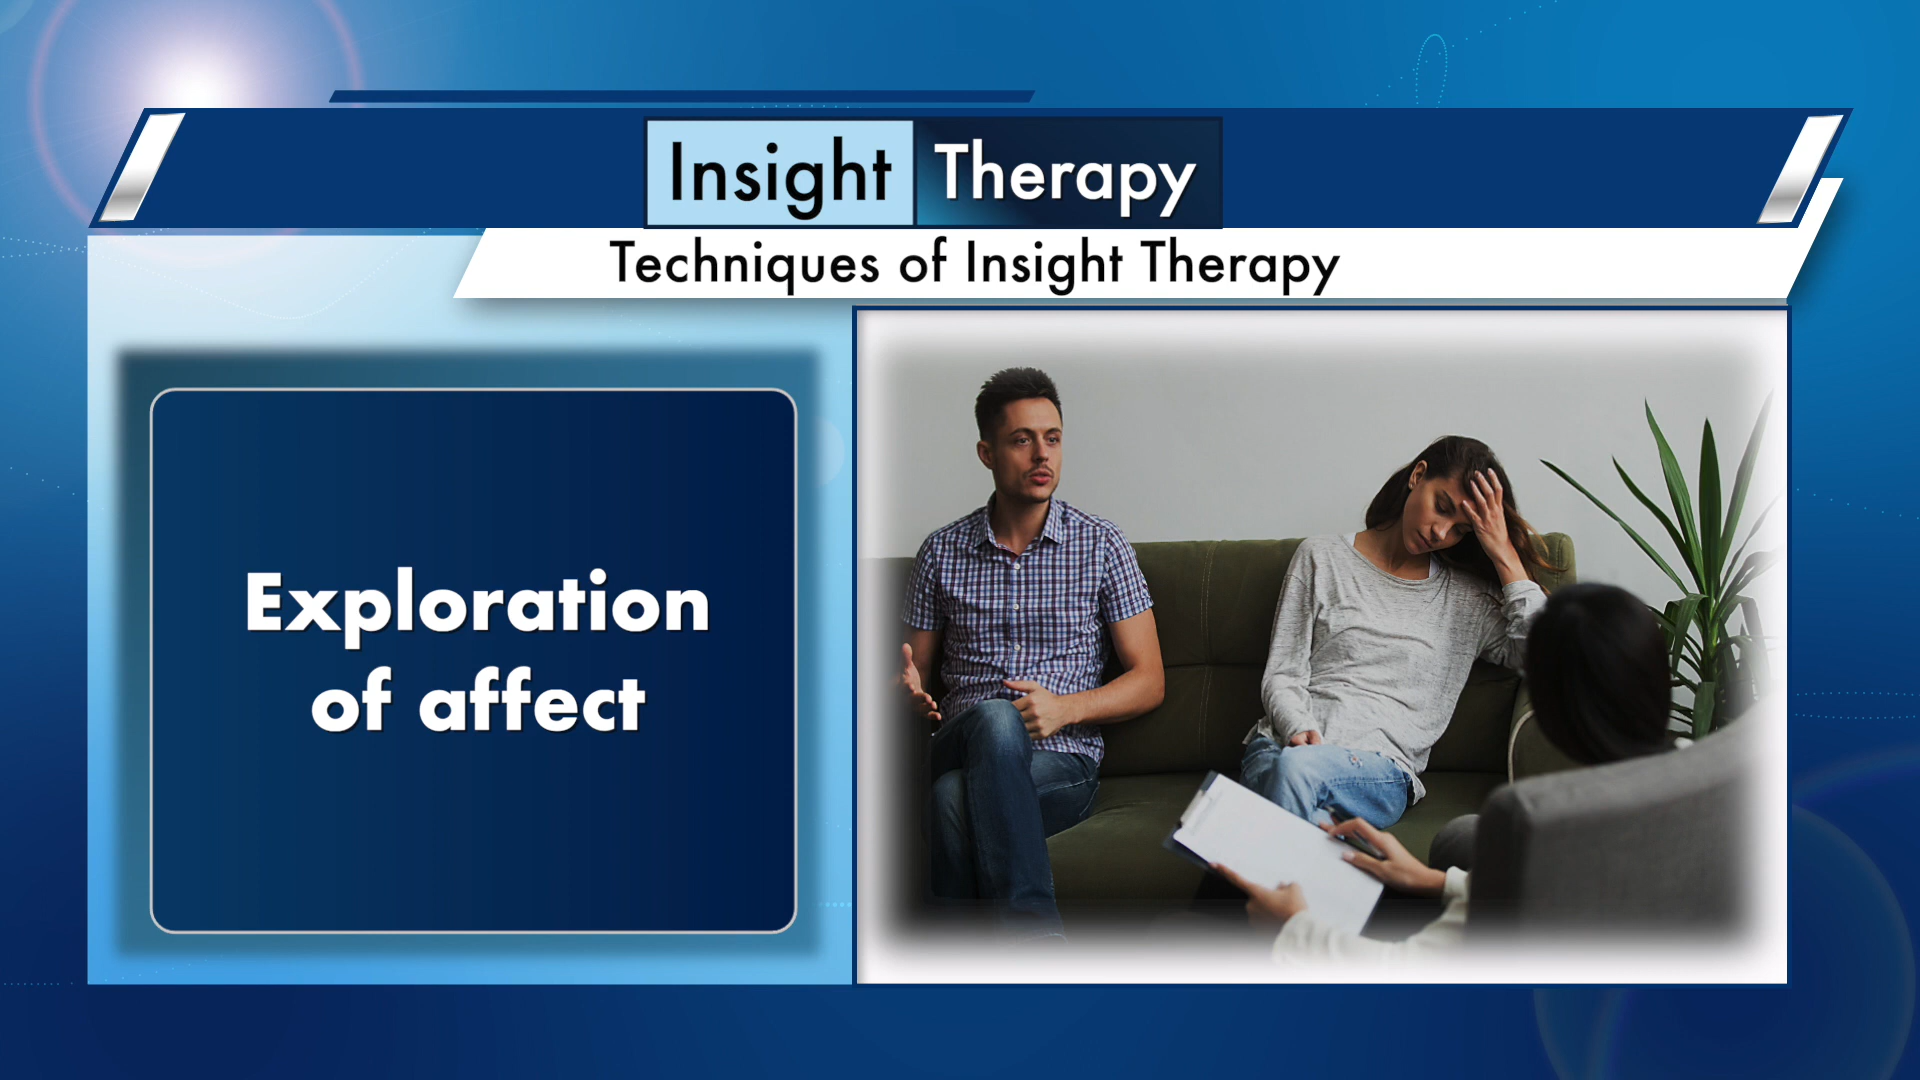 Insight Therapy
Techniques of Insight Therapy
Exploration
of affect